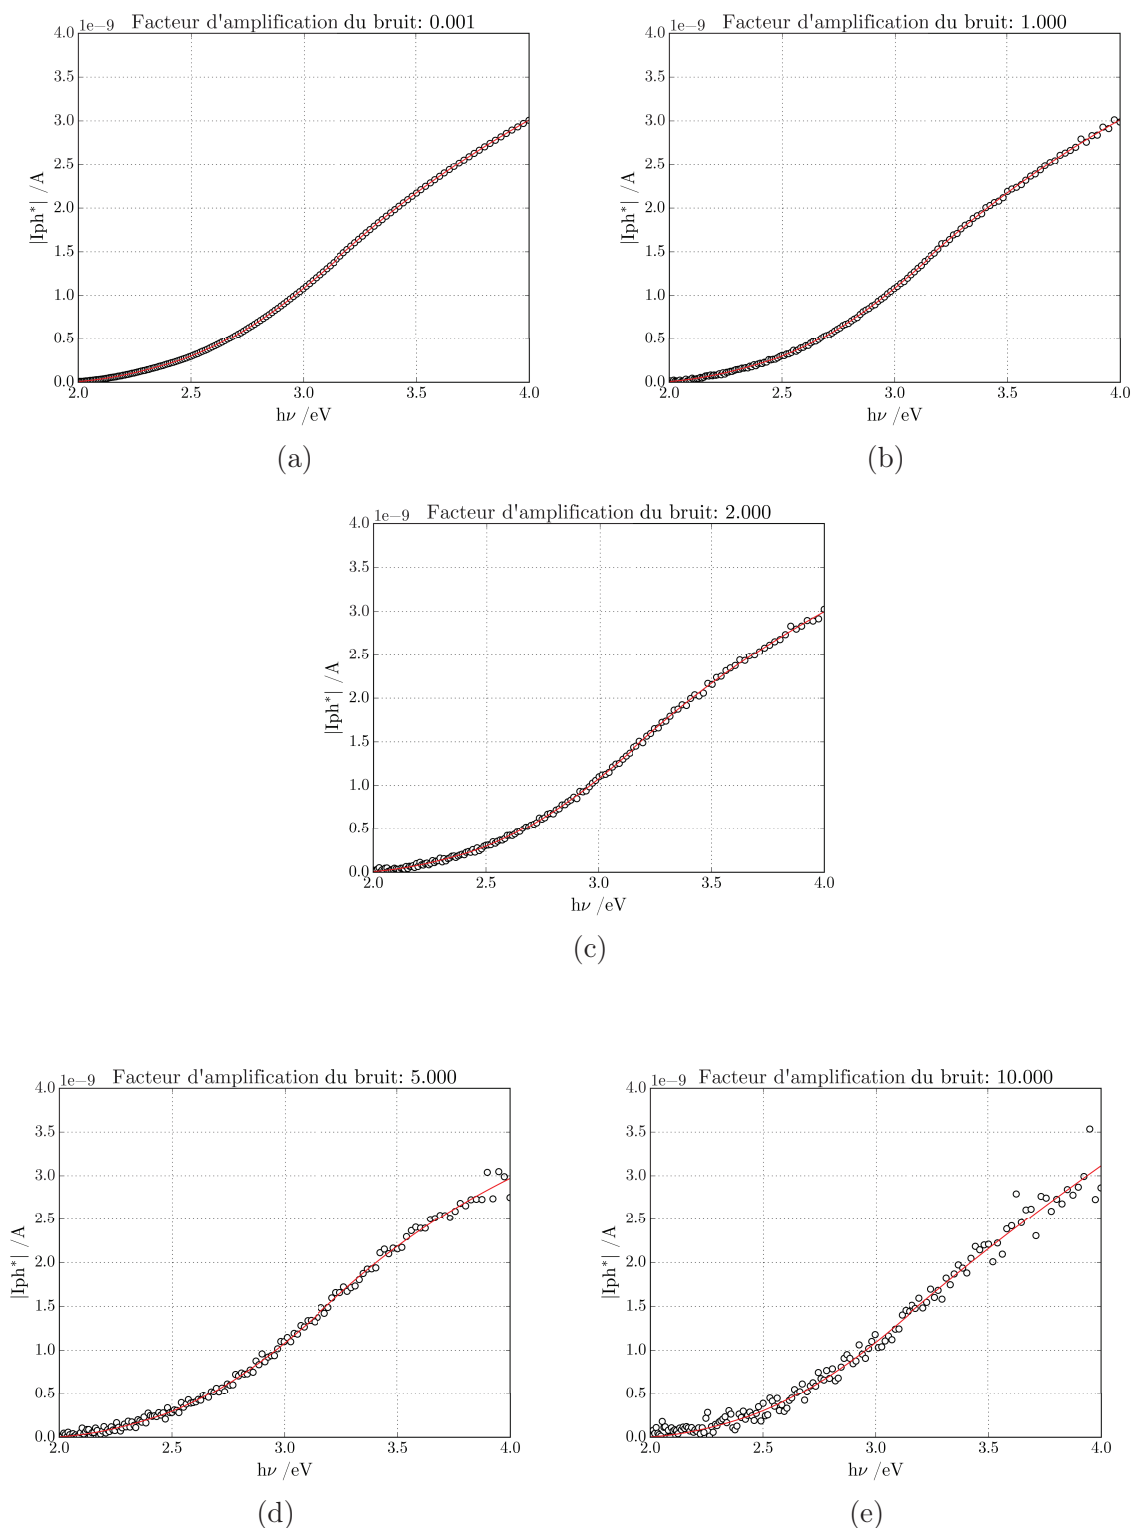 1e−9 Facteur d'amplification du bruit: 0.001
4.0
3.5
3.0
2.5
2.0
1.5
1.0
0.5
0.0
|Iph*| /A
2.0 2.5 3.0 3.5 4.0
hν /eV
(a)
1e−9 Facteur d'amplification du bruit: 1.000
4.0
3.5
3.0
2.5
2.0
1.5
1.0
0.5
0.0
|Iph*| /A
2.0 2.5 3.0 3.5 4.0
hν /eV
(b)
1e−9 Facteur d'amplification du bruit: 2.000
4.0
3.5
3.0
2.5
2.0
1.5
1.0
0.5
0.0
|Iph*| /A
2.0 2.5 3.0 3.5 4.0
hν /eV
(c)
1e−9 Facteur d'amplification du bruit: 5.000
4.0
3.5
3.0
2.5
2.0
1.5
1.0
0.5
0.0
|Iph*| /A
2.0 2.5 3.0 3.5 4.0
hν /eV
(d)
1e−9 Facteur d'amplification du bruit: 10.000
4.0
3.5
3.0
2.5
2.0
1.5
1.0
0.5
0.0
|Iph*| /A
2.0 2.5 3.0 3.5 4.0
hν /eV
(e)